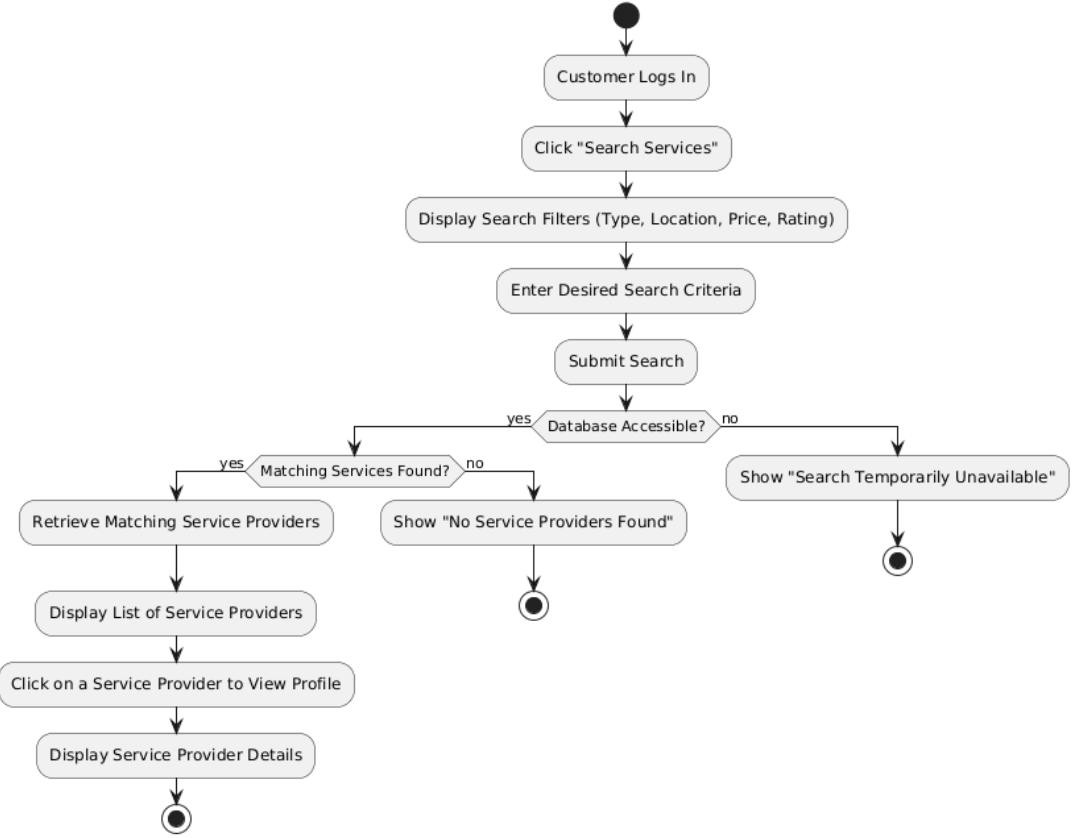 Customer Logs In
Click "Search Services"
Display Search Filters (Type, Location, Price, Rating)
Enter Desired Search Criteria
Submit Search
yes
Database Accessible?
no
yes
Matching Services Found?
no
Show "Search Temporarily Unavailable"
Retrieve Matching Service Providers
Show "No Service Providers Found"
Display List of Service Providers
Click on a Service Provider to View Profile
Display Service Provider Details